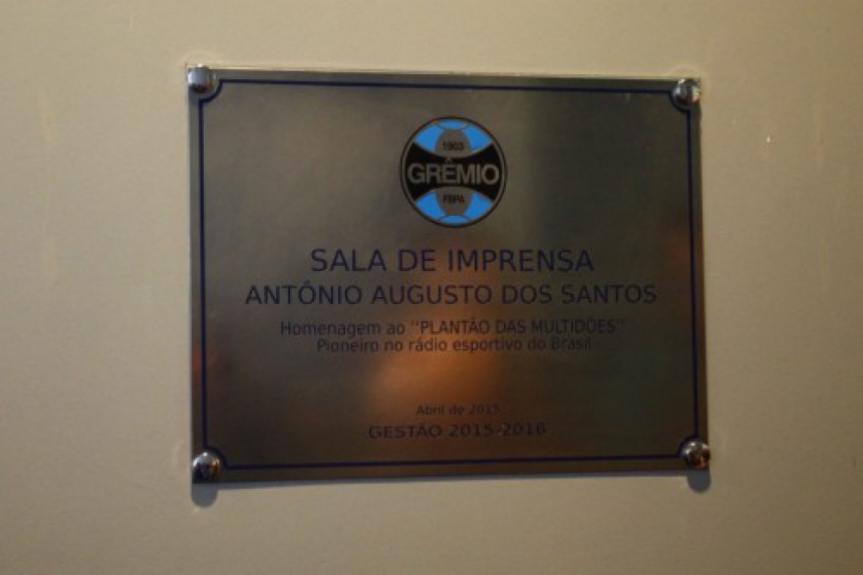 1903
GRÊMIO
FBPA
SALA DE IMPRENSA
ANTÔNIO AUGUSTO DOS SANTOS
Homenagem ao "PLANTÃO DAS MULTIDÕES"
Pioneiro no rádio esportivo do Brasil
Abril de 2015
GESTÃO 2015-2016